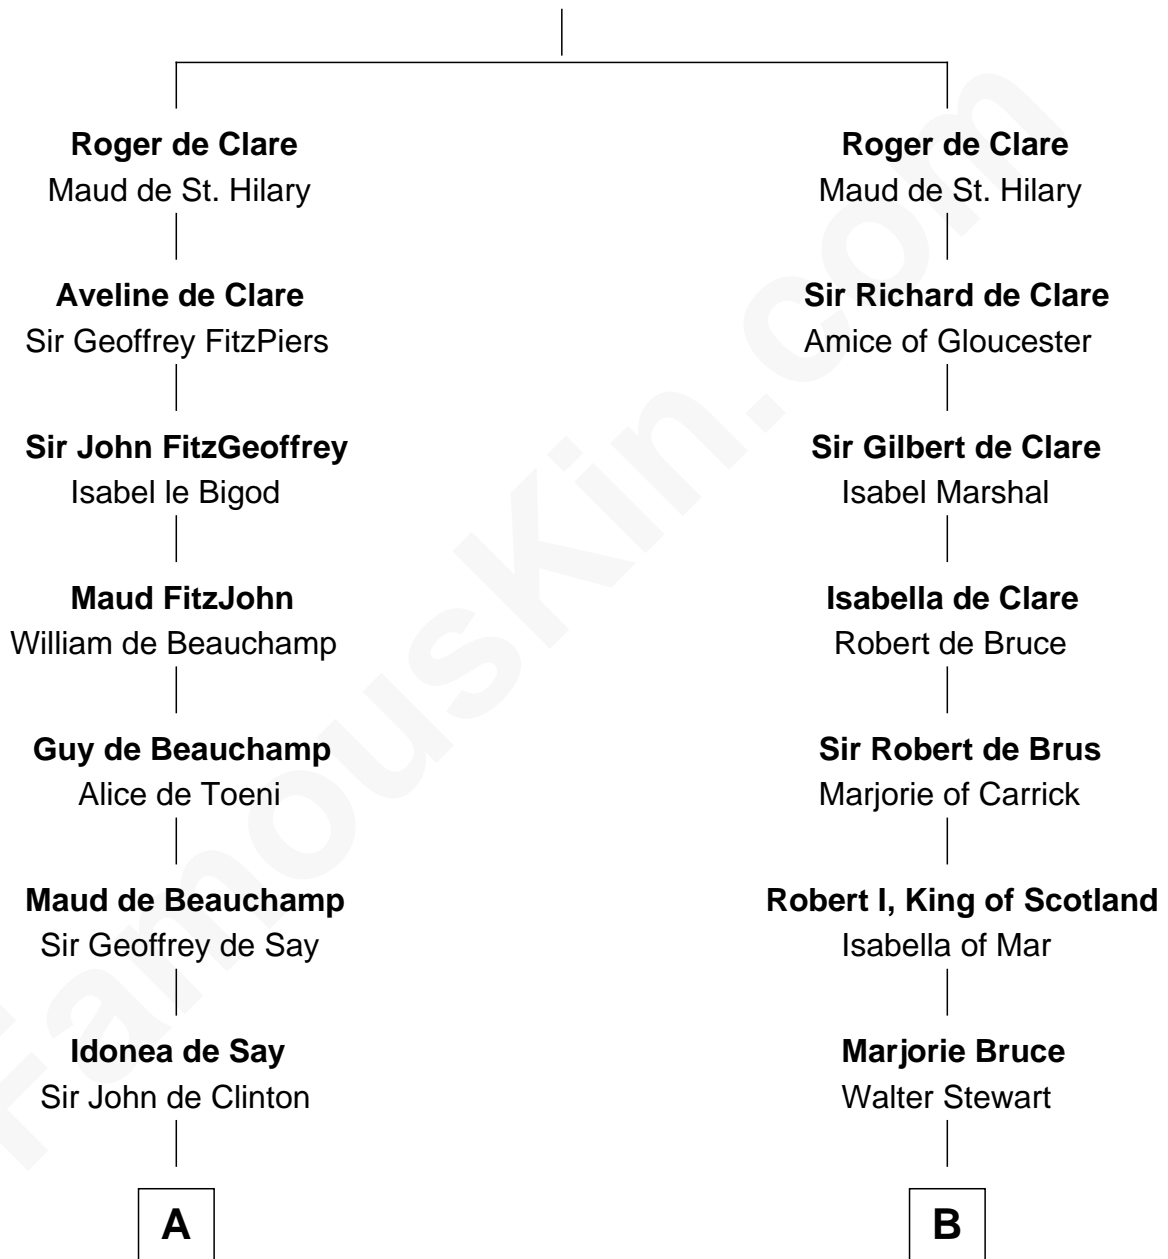 Roger de Clare
Maud de St. Hilary
Aveline de Clare
Sir Geoffrey FitzPiers
Sir John FitzGeoffrey
Isabel le Bigod
Maud FitzJohn
William de Beauchamp
Guy de Beauchamp
Alice de Toeni
Maud de Beauchamp
Sir Geoffrey de Say
Idonea de Say
Sir John de Clinton
A
Roger de Clare
Maud de St. Hilary
Sir Richard de Clare
Amice of Gloucester
Sir Gilbert de Clare
Isabel Marshal
Isabella de Clare
Robert de Bruce
Sir Robert de Brus
Marjorie of Carrick
Robert I, King of Scotland
Isabella of Mar
Marjorie Bruce
Walter Stewart
B
FamousKin.com